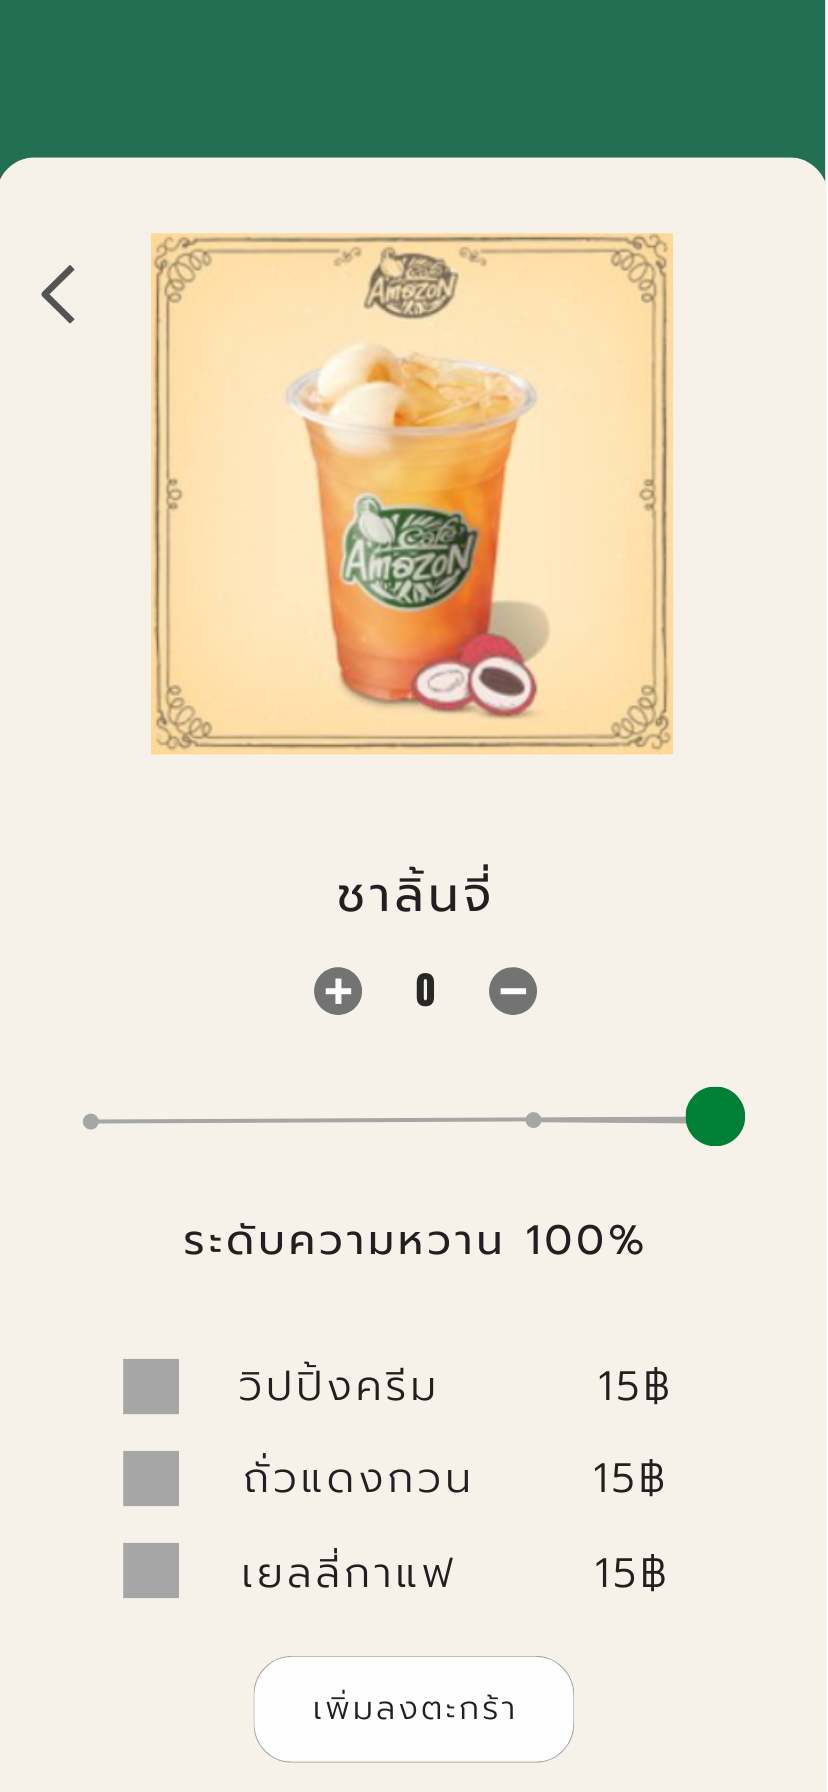 Café
Amazon
Café
Amazon
ชาลิ้นจี่
0
ระดับความหวาน 100%
วิปปิ้งครีม 15฿
ถั่วแดงกวน 15฿
เยลลี่กาแฟ 15฿
เพิ่มลงตะกร้า